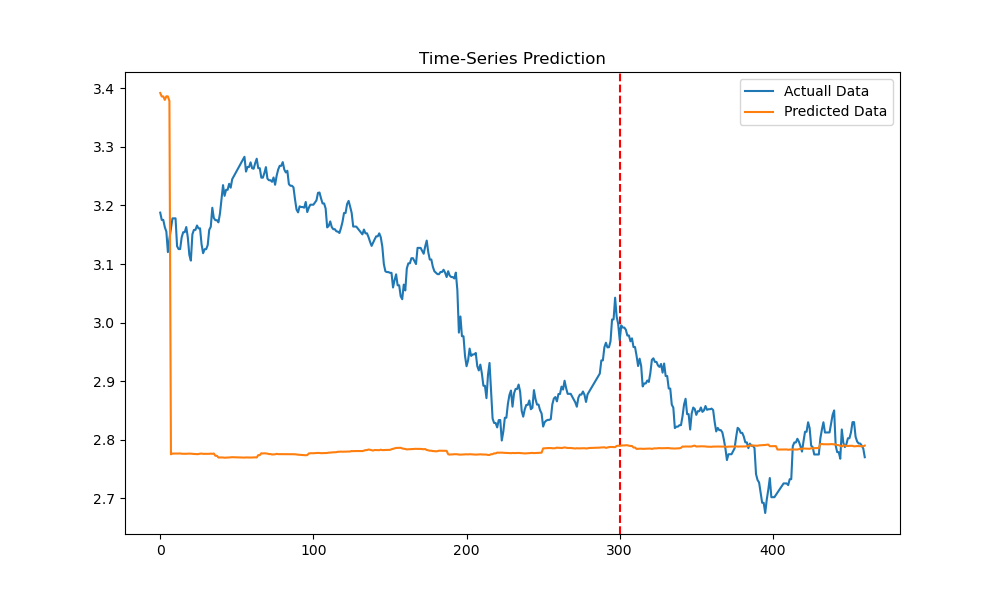 Time-Series Prediction
Actuall Data
Predicted Data
3.4
3.3
3.2
3.1
3.0
2.9
2.8
2.7
0 100 200 300 400